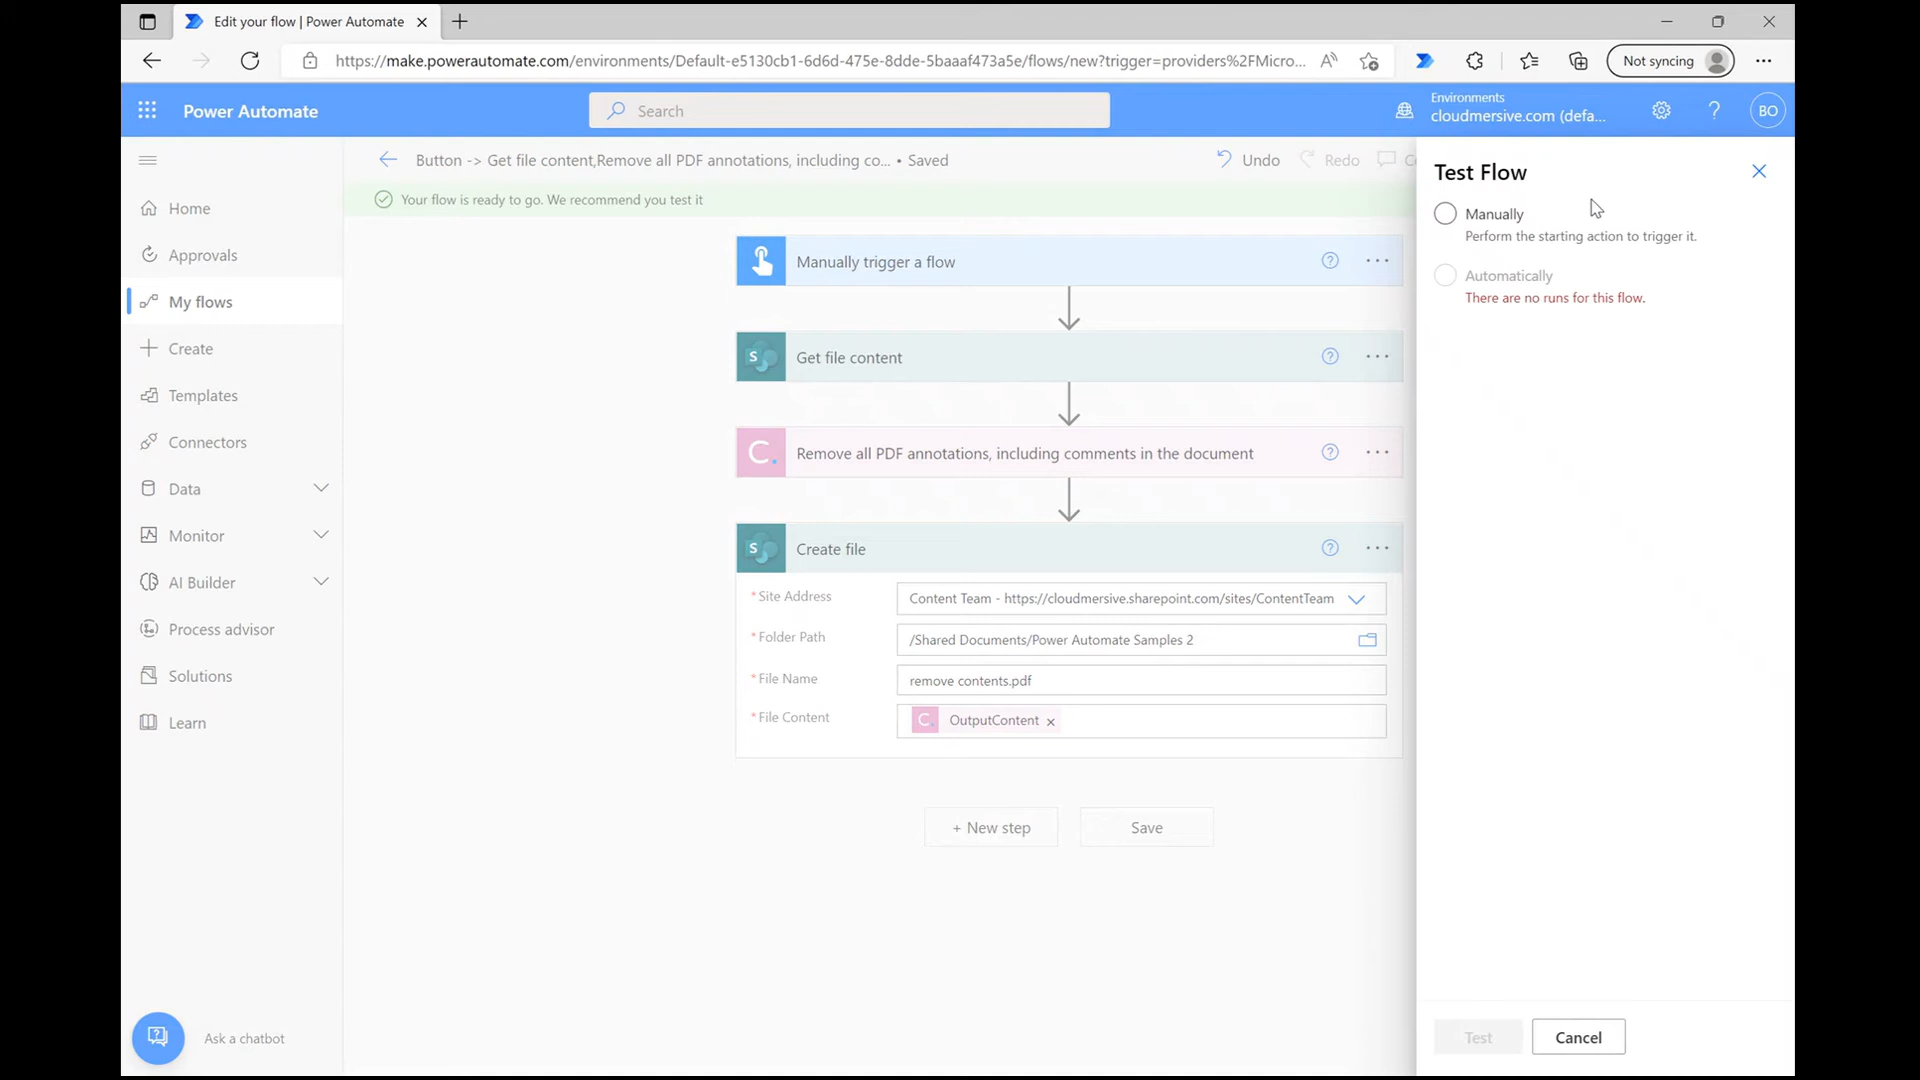 Edit your flow | Power Automate
https://make.powerautomate.com/environments/Default-e5130cb1-6d6d-475e-8dde-5baaaf473a5e/flows/new?trigger=providers%2FMicro...
Not syncing
Power Automate
Search
Environments
cloudmersive.com (defa...
?
BO
Button -> Get file content,Remove all PDF annotations, including co... • Saved
Undo
Redo
Your flow is ready to go. We recommend you test it
Home
Approvals
My flows
Create
Templates
Connectors
Data
Monitor
AI Builder
Process advisor
Solutions
Learn
Ask a chatbot
Manually trigger a flow
Get file content
Remove all PDF annotations, including comments in the document
Create file
* Site Address
Content Team - https://cloudmersive.sharepoint.com/sites/ContentTeam
* Folder Path
/Shared Documents/Power Automate Samples 2
* File Name
remove contents.pdf
* File Content
OutputContent
+ New step
Save
Test Flow
Manually
Perform the starting action to trigger it.
Automatically
There are no runs for this flow.
Test
Cancel